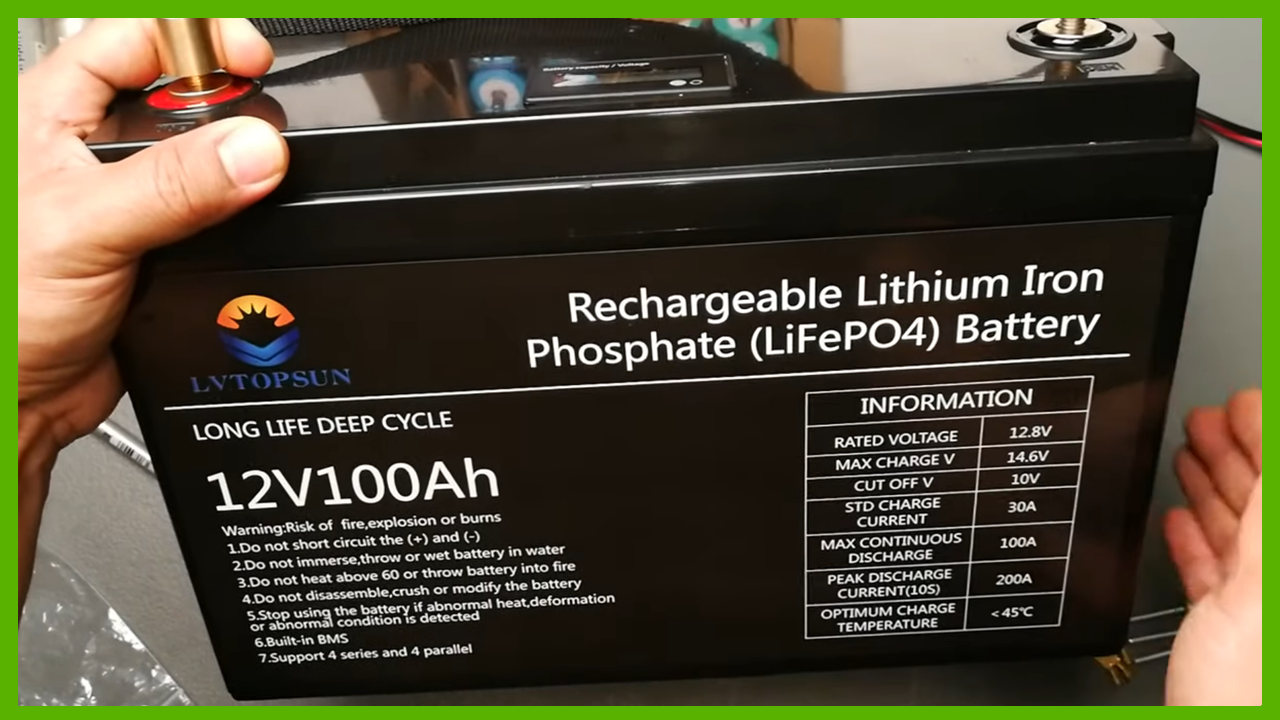 Battery capacity / Voltage
Rechargeable Lithium Iron
Phosphate (LiFePO4) Battery
LVTOPSUN
LONG LIFE DEEP CYCLE
12V100Ah
Warning:Risk of fire,explosion or burns
1.Do not short circuit the (+) and (-)
2.Do not immerse,throw or wet battery in water
3.Do not heat above 60 or throw battery into fire
4.Do not disassemble,crush or modify the battery
5.Stop using the battery if abnormal heat,deformation
or abnormal condition is detected
6.Built-in BMS
7.Support 4 series and 4 parallel
INFORMATION
RATED VOLTAGE 12.8V
MAX CHARGE V 14.6V
CUT OFF V 10V
STD CHARGE
CURRENT 30A
MAX CONTINUOUS
DISCHARGE 100A
PEAK DISCHARGE
CURRENT(10S) 200A
OPTIMUM CHARGE
TEMPERATURE <45℃